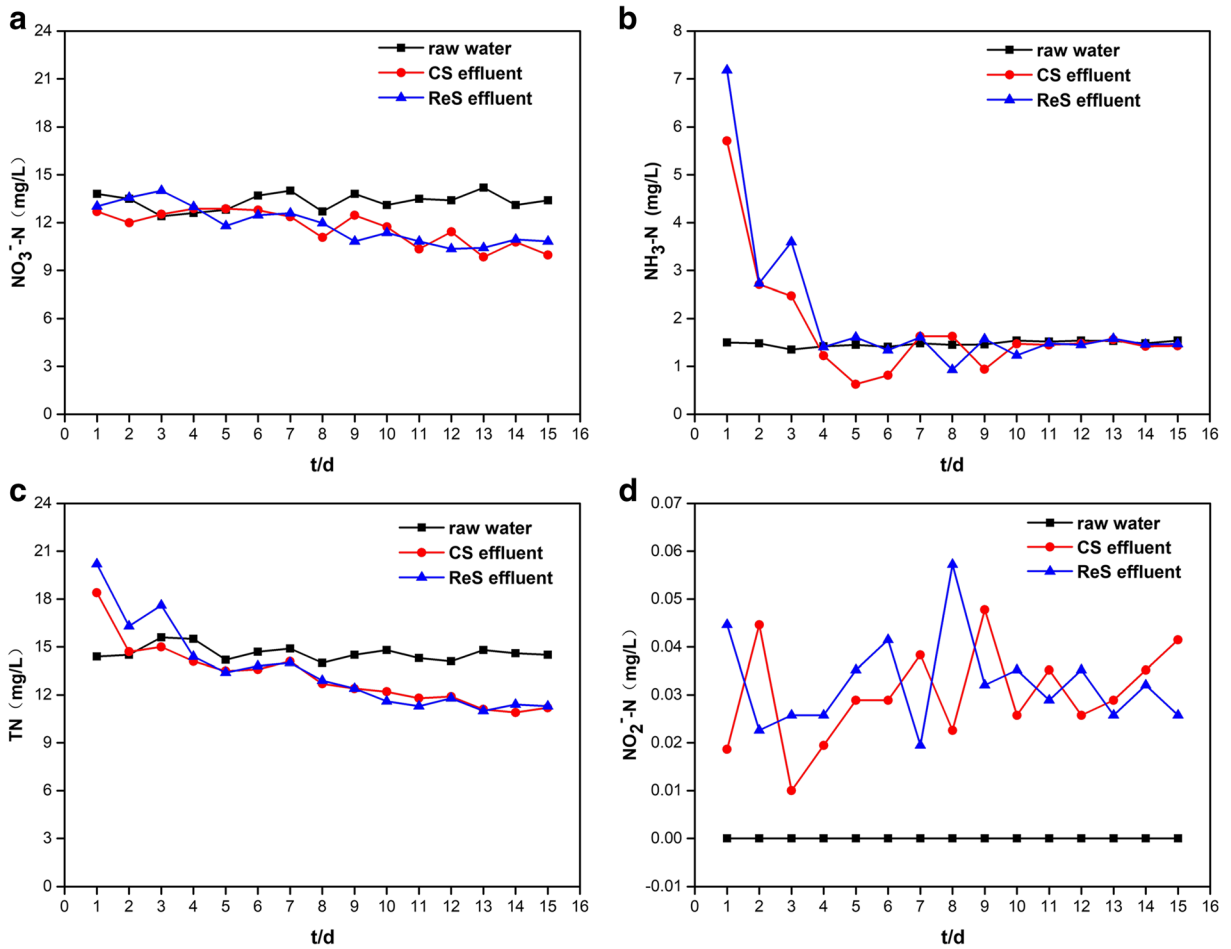 a
24
21
18
15
12
9
6
3
0
NO3⁻-N（mg/L）
raw water
CS effluent
ReS effluent
0 1 2 3 4 5 6 7 8 9 10 11 12 13 14 15 16
t/d
b
8
7
6
5
4
3
2
1
0
NH3-N (mg/L)
raw water
CS effluent
ReS effluent
0 1 2 3 4 5 6 7 8 9 10 11 12 13 14 15 16
t/d
c
24
21
18
15
12
9
6
3
0
TN（mg/L）
raw water
CS effluent
ReS effluent
0 1 2 3 4 5 6 7 8 9 10 11 12 13 14 15 16
t/d
d
0.07
0.06
0.05
0.04
0.03
0.02
0.01
0.00
-0.01
NO2⁻-N（mg/L）
raw water
CS effluent
ReS effluent
0 1 2 3 4 5 6 7 8 9 10 11 12 13 14 15 16
t/d